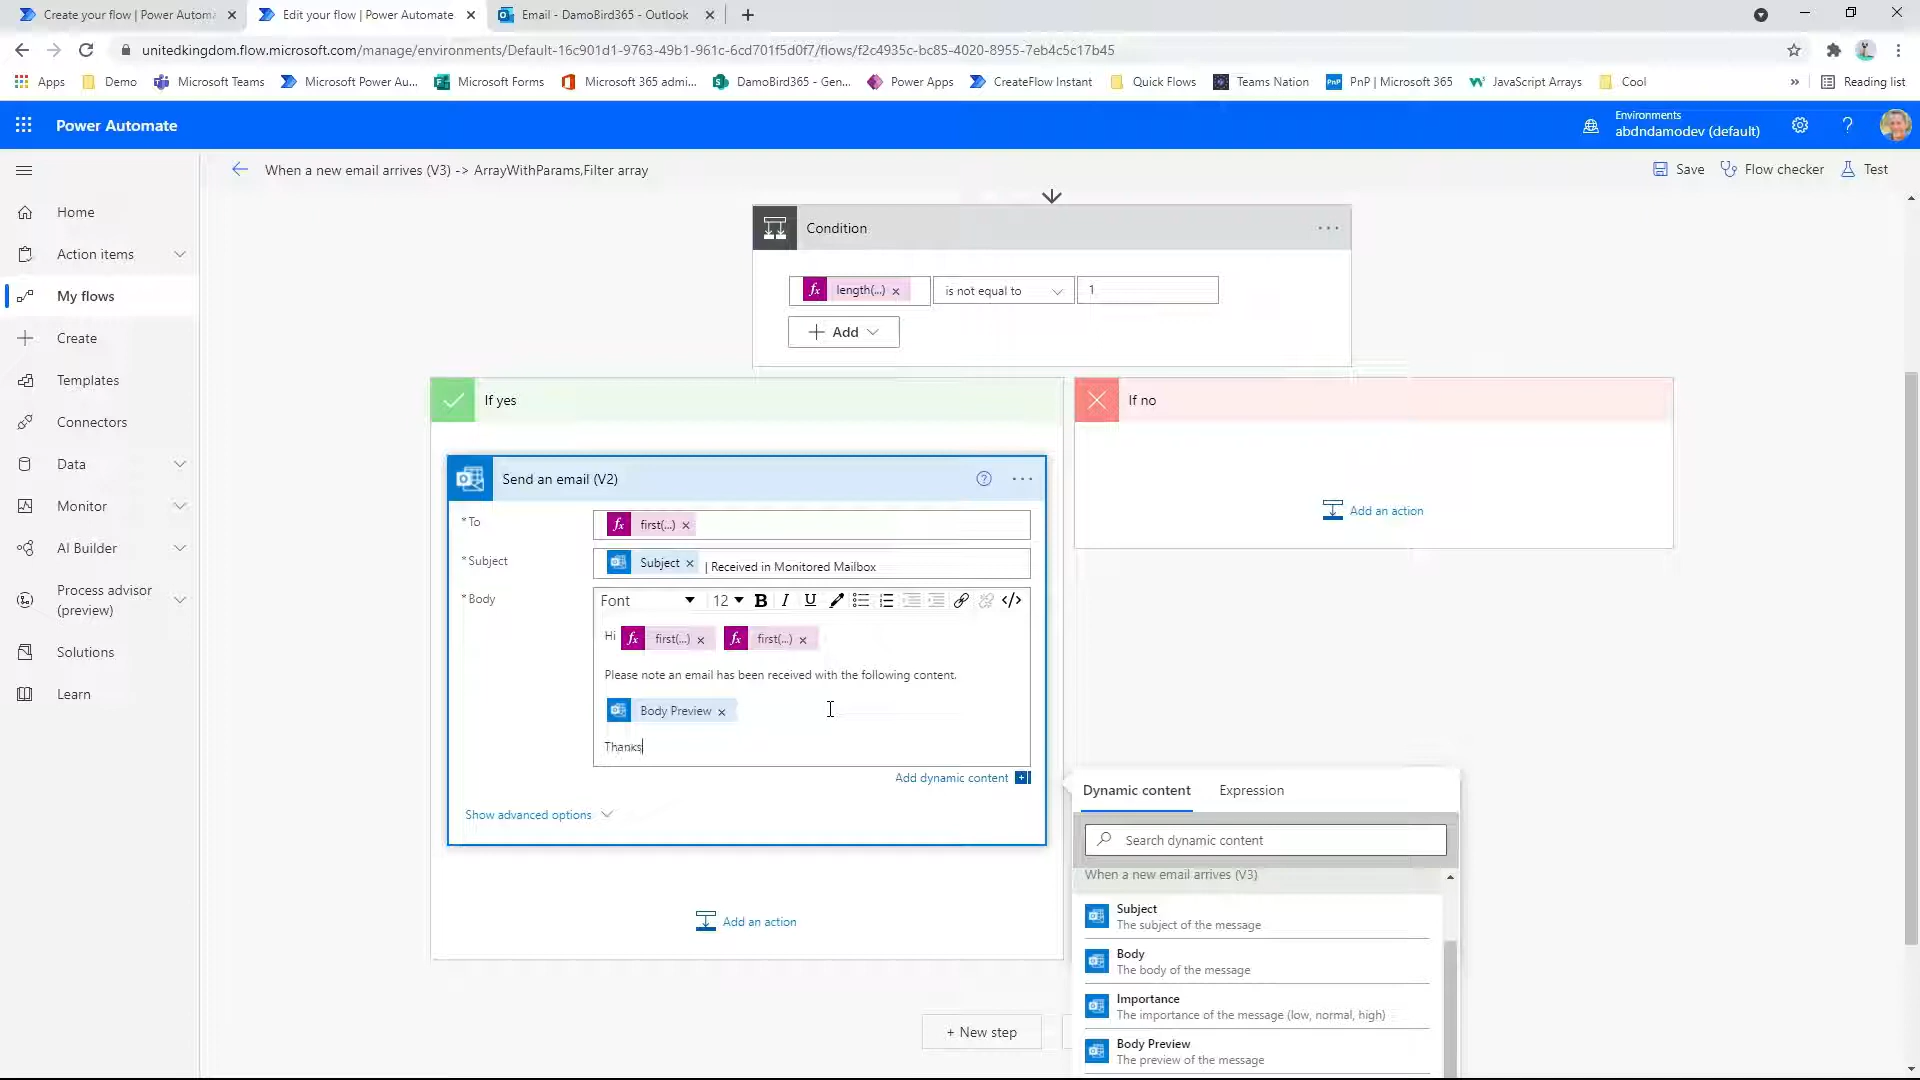 Create your flow | Power Automa
Edit your flow | Power Automate
Email - DamoBird365 - Outlook
unitedkingdom.flow.microsoft.com/manage/environments/Default-16c901d1-9763-49b1-961c-6cd701f5d0f7/flows/f2c4935c-bc85-4020-8955-7eb4c5c17b45
Apps
Demo
Microsoft Teams
Microsoft Power Au...
Microsoft Forms
Microsoft 365 admi...
DamoBird365 - Gen...
Power Apps
CreateFlow Instant
Quick Flows
Teams Nation
PnP | Microsoft 365
JavaScript Arrays
Cool
»
Reading list
Power Automate
Environments
abdndamodev (default)
?
When a new email arrives (V3) -> ArrayWithParams,Filter array
Save
Flow checker
Test
Home
Action items
My flows
Create
Templates
Connectors
Data
Monitor
AI Builder
Process advisor
(preview)
Solutions
Learn
Condition
fx length(...) ×
is not equal to
1
+ Add
If yes
If no
Send an email (V2)
Add an action
* To
fx first(...) ×
* Subject
Subject × | Received in Monitored Mailbox
* Body
Font 12 B I U </>
Hi fx first(...) × fx first(...) ×
Please note an email has been received with the following content.
Body Preview ×
Thanks
Add dynamic content
Show advanced options
Add an action
+ New step
Dynamic content
Expression
Search dynamic content
When a new email arrives (V3)
Subject
The subject of the message
Body
The body of the message
Importance
The importance of the message (low, normal, high)
Body Preview
The preview of the message